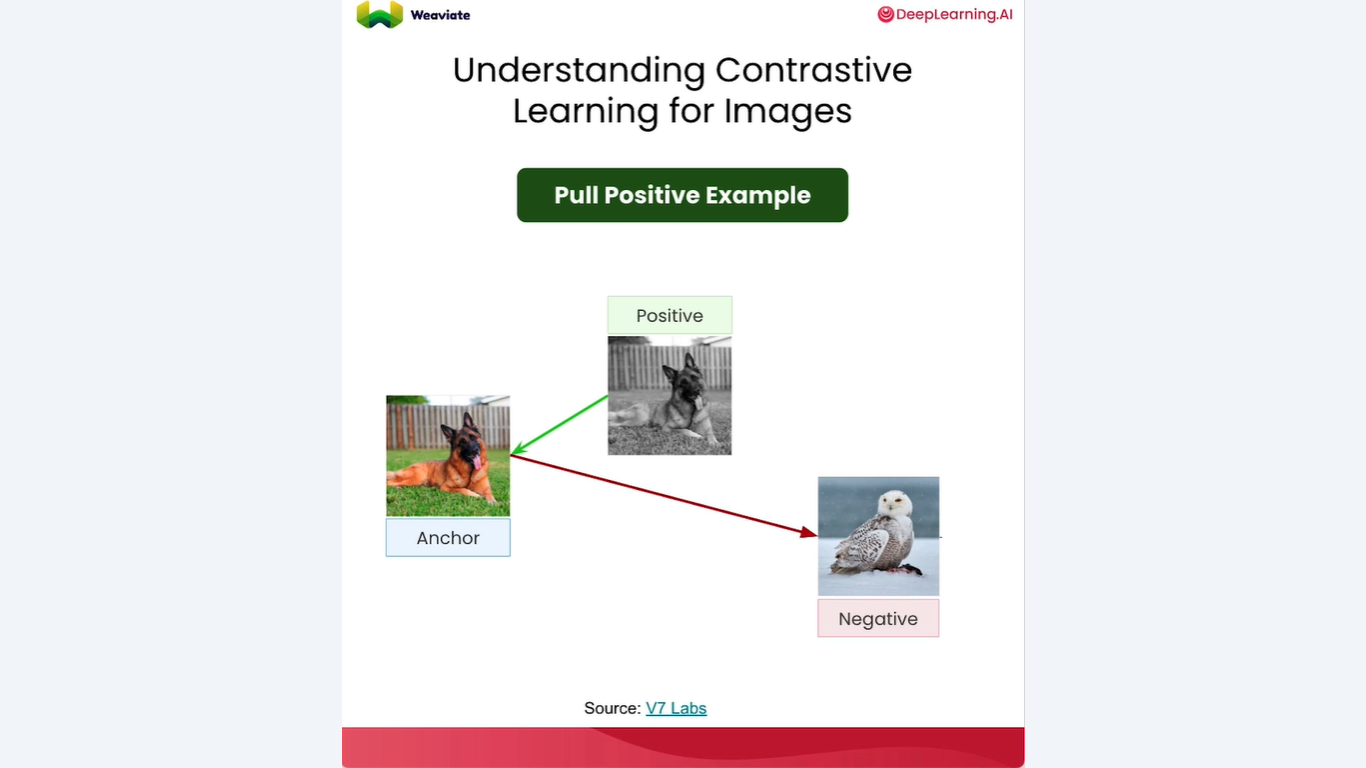 Weaviate
DeepLearning.AI
Understanding Contrastive
Learning for Images
Pull Positive Example
Positive
Anchor
Negative
Source: V7 Labs